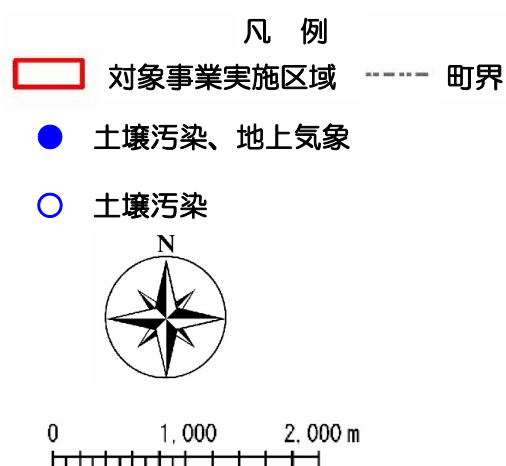 凡　例
対象事業実施区域　町界
土壌汚染、地上気象
土壌汚染
N
0　1,000　2,000 m